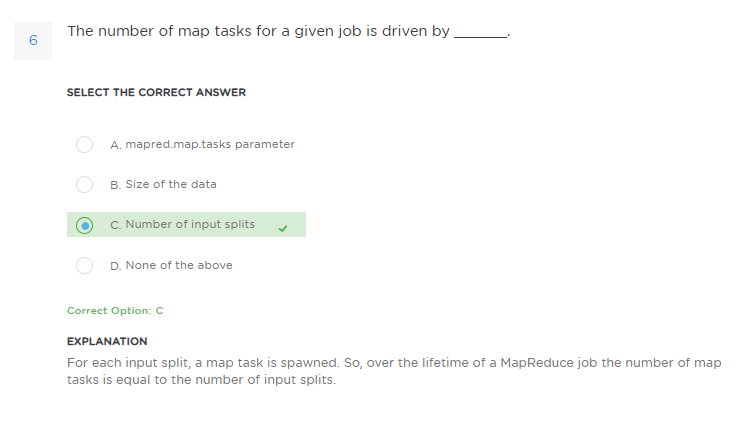 6
The number of map tasks for a given job is driven by ______.
SELECT THE CORRECT ANSWER
A. mapred.map.tasks parameter
B. Size of the data
C. Number of input splits
D. None of the above
Correct Option: C
EXPLANATION
For each input split, a map task is spawned. So, over the lifetime of a MapReduce job the number of map
tasks is equal to the number of input splits.